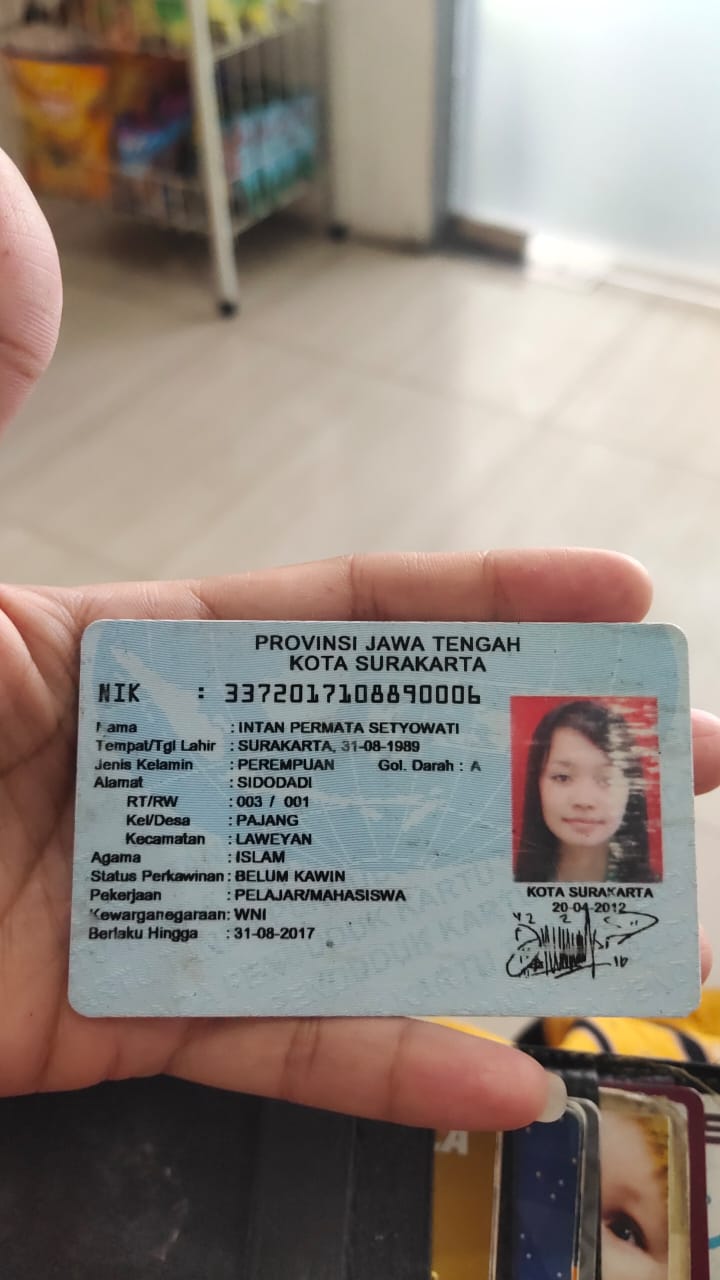 PROVINSI JAWA TENGAH
KOTA SURAKARTA
NIK : 3372017108890006
Nama : INTAN PERMATA SETYOWATI
Tempat/Tgl Lahir : SURAKARTA, 31-08-1989
Jenis Kelamin : PEREMPUAN Gol. Darah : A
Alamat : SIDODADI
RT/RW : 003 / 001
Kel/Desa : PAJANG
Kecamatan : LAWEYAN
Agama : ISLAM
Status Perkawinan : BELUM KAWIN
Pekerjaan : PELAJAR/MAHASISWA
Kewarganegaraan: WNI
Berlaku Hingga : 31-08-2017
KOTA SURAKARTA
20-04-2012